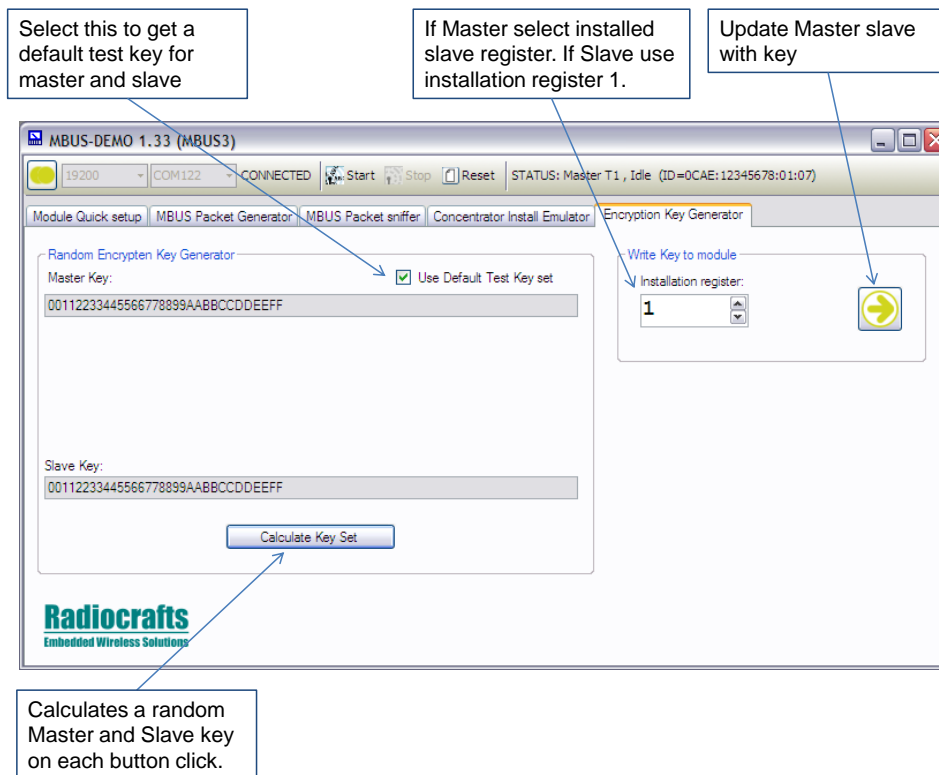 Select this to get a
default test key for
master and slave
If Master select installed
slave register. If Slave use
installation register 1.
Update Master slave
with key
MBUS-DEMO 1.33 (MBUS3)
19200 COM122 CONNECTED Start Stop Reset STATUS: Master T1 , Idle (ID=0CAE:12345678:01:07)
Module Quick setup MBUS Packet Generator MBUS Packet sniffer Concentrator Install Emulator Encryption Key Generator
Random Encrypten Key Generator
Write Key to module
Master Key:
Use Default Test Key set
Installation register:
00112233445566778899AABBCCDDEEFF
1
Slave Key:
00112233445566778899AABBCCDDEEFF
Calculate Key Set
Radiocrafts
Embedded Wireless Solutions
Calculates a random
Master and Slave key
on each button click.